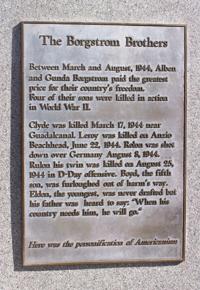 The Borgstrom Brothers
Between March and August, 1944, Alben
and Gunda Borgstrom paid the greatest
price for their country's freedom.
Four of their sons were killed in action
in World War II.
Clyde was killed March 17, 1944 near
Guadalcanal. Leroy was killed on Anzio
Beachhead, June 22, 1944. Rolon was shot
down over Germany August 8, 1944.
Rulon his twin was killed on August 25,
1944 in D-Day offensive. Boyd, the fifth
son, was furloughed out of harm's way.
Eldon, the youngest, was never drafted but
his father was heard to say: "When his
country needs him, he will go."
Here was the personification of Americanism